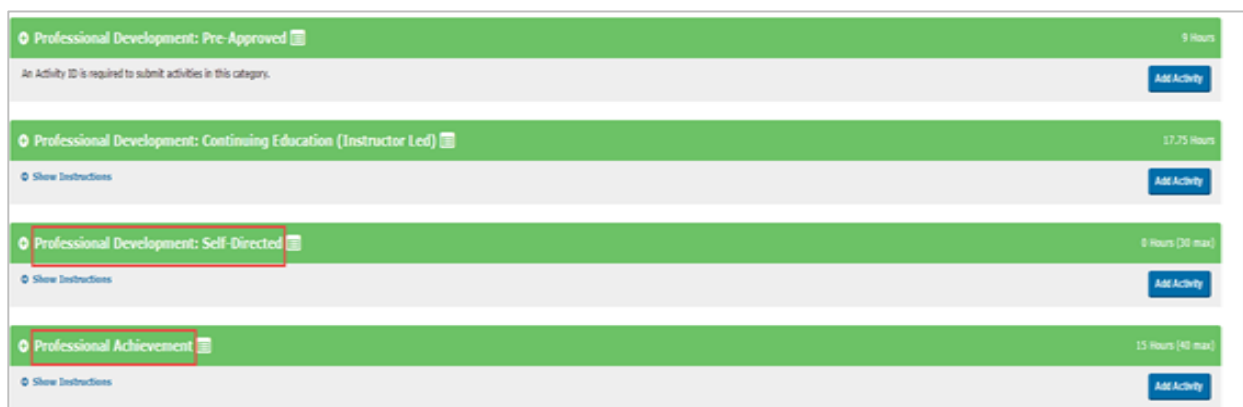 Professional Development: Pre-Approved
9 Hours
An Activity ID is required to submit activities in this category.
Add Activity
Professional Development: Continuing Education (Instructor Led)
17.75 Hours
Show Instructions
Add Activity
Professional Development: Self-Directed
0 Hours (30 max)
Show Instructions
Add Activity
Professional Achievement
15 Hours (40 max)
Show Instructions
Add Activity